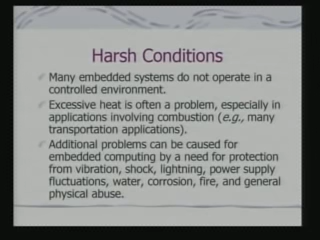 Harsh Conditions
Many embedded systems do not operate in a
controlled environment.
Excessive heat is often a problem, especially in
applications involving combustion (e.g., many
transportation applications).
Additional problems can be caused for
embedded computing by a need for protection
from vibration, shock, lightning, power supply
fluctuations, water, corrosion, fire, and general
physical abuse.